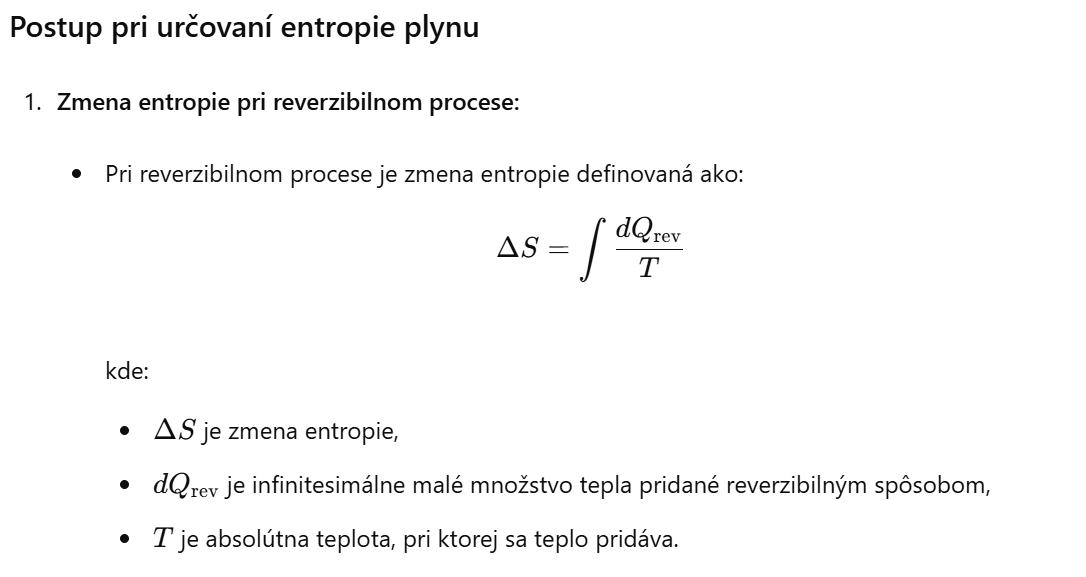 Postup pri určovaní entropie plynu
1. Zmena entropie pri reverzibilnom procese:
• Pri reverzibilnom procese je zmena entropie definovaná ako:
ΔS = ∫ dQ_rev / T
kde:
• ΔS je zmena entropie,
• dQ_rev je infinitesimálne malé množstvo tepla pridané reverzibilným spôsobom,
• T je absolútna teplota, pri ktorej sa teplo pridáva.